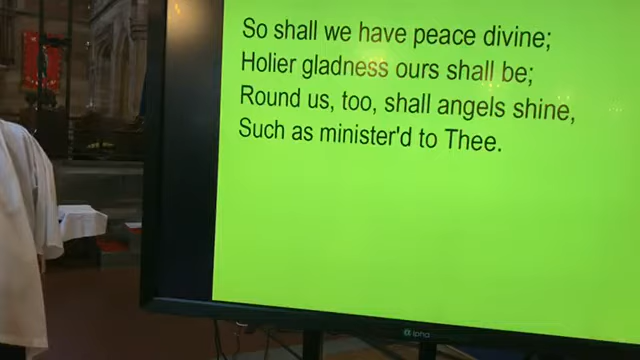 So shall we have peace divine;
Holier gladness ours shall be;
Round us, too, shall angels shine,
Such as minister'd to Thee.